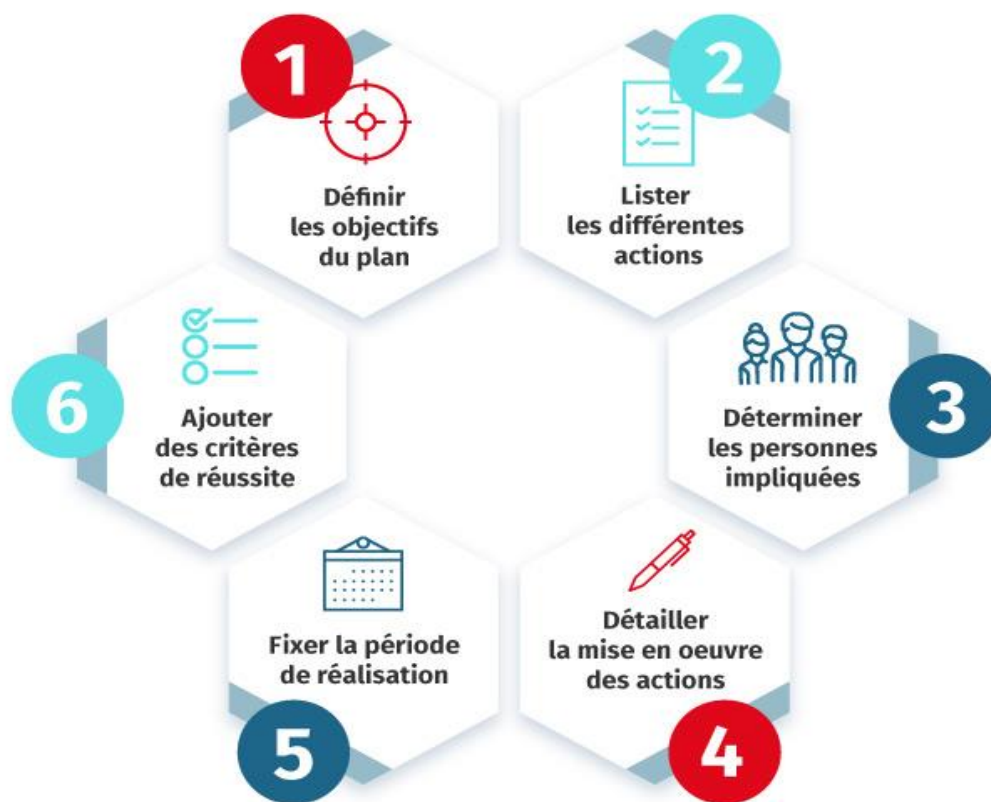 1
Définir
les objectifs
du plan
2
Lister
les différentes
actions
3
Déterminer
les personnes
impliquées
4
Détailler
la mise en oeuvre
des actions
5
Fixer la période
de réalisation
6
Ajouter
des critères
de réussite